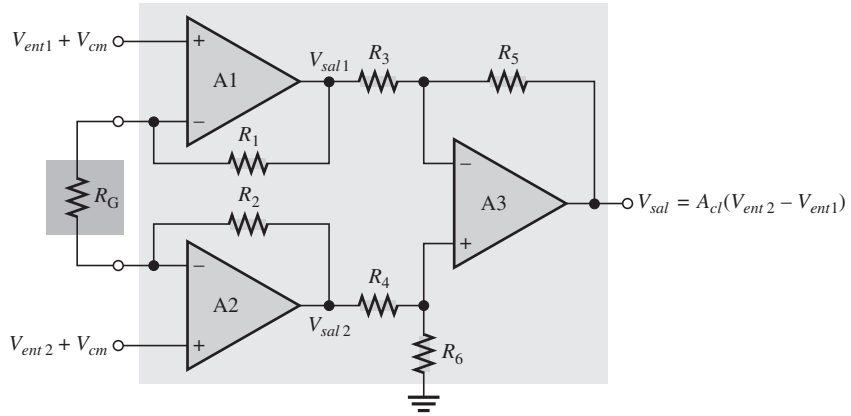 V_ent1 + V_cm
A1
V_sal1
R_3
R_5
R_1
R_G
R_2
A3
V_sal = A_cl(V_ent2 – V_ent1)
A2
V_sal2
R_4
R_6
V_ent2 + V_cm
+
−
−
+
−
+